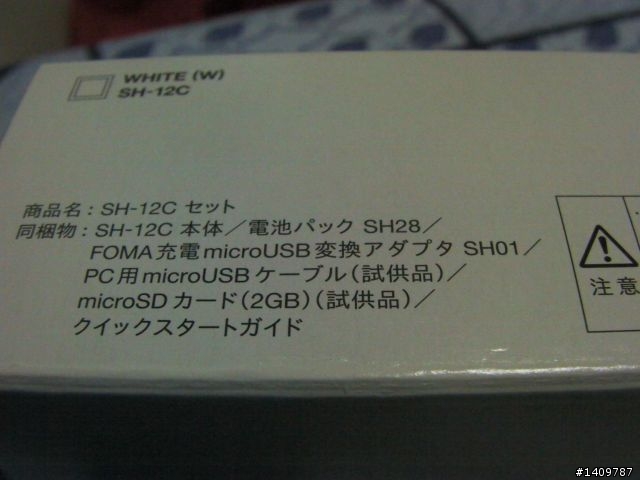 WHITE (W)
SH-12C
商品名：SH-12C セット
同梱物：SH-12C 本体／電池パック SH28／
FOMA充電microUSB変換アダプタ SH01／
PC用microUSBケーブル（試供品）／
microSDカード（2GB）（試供品）／
クイックスタートガイド
注意
#1409787